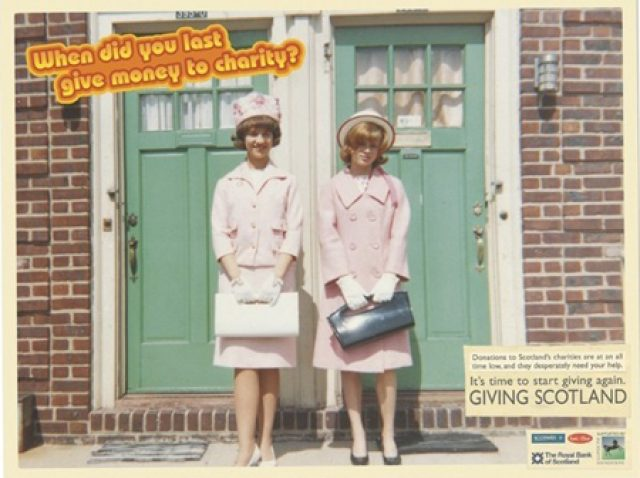 When did you last
give money to charity?
Donations to Scotland's charities are at an all
time low, and they desperately need your help.
It's time to start giving again.
GIVING SCOTLAND
The Royal Bank
of Scotland